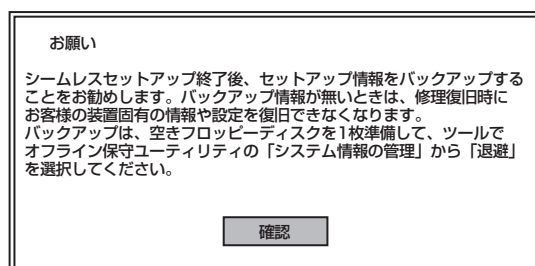 お願い
シームレスセットアップ終了後、セットアップ情報をバックアップする
ことをお勧めします。バックアップ情報が無いときは、修理復旧時に
お客様の装置固有の情報や設定を復旧できなくなります。
バックアップは、空きフロッピーディスクを1枚準備して、ツールで
オフライン保守ユーティリティの「システム情報の管理」から「退避」
を選択してください。
確認